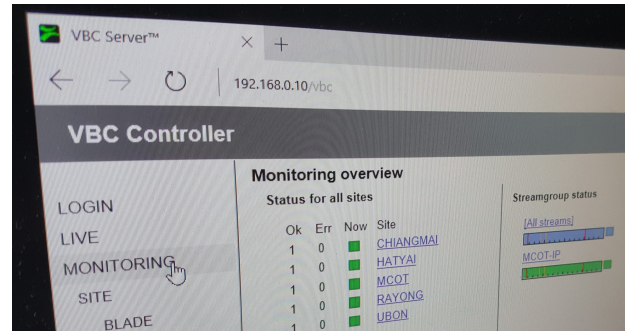 VBC Server™
192.168.0.10/vbc
VBC Controller
LOGIN
LIVE
MONITORING
SITE
BLADE
Monitoring overview
Status for all sites
Ok Err Now Site
1 0 CHIANGMAI
1 0 HATYAI
1 0 MCOT
1 0 RAYONG
1 0 UBON
Streamgroup status
[All streams]
MCOT-IP